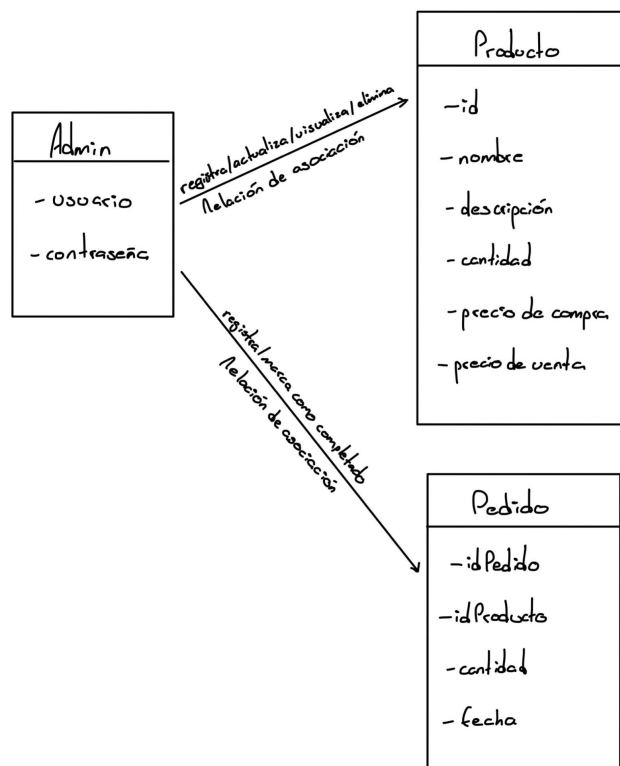 Producto
-id
-nombre
-descripción
-cantidad
-precio de compra
-precio de venta
Admin
-usuario
-contraseña
registra/actualiza/visualiza/elimina
Relación de asociación
registra/marca como completado
Relación de asociación
Pedido
-idPedido
-idProducto
-cantidad
-fecha